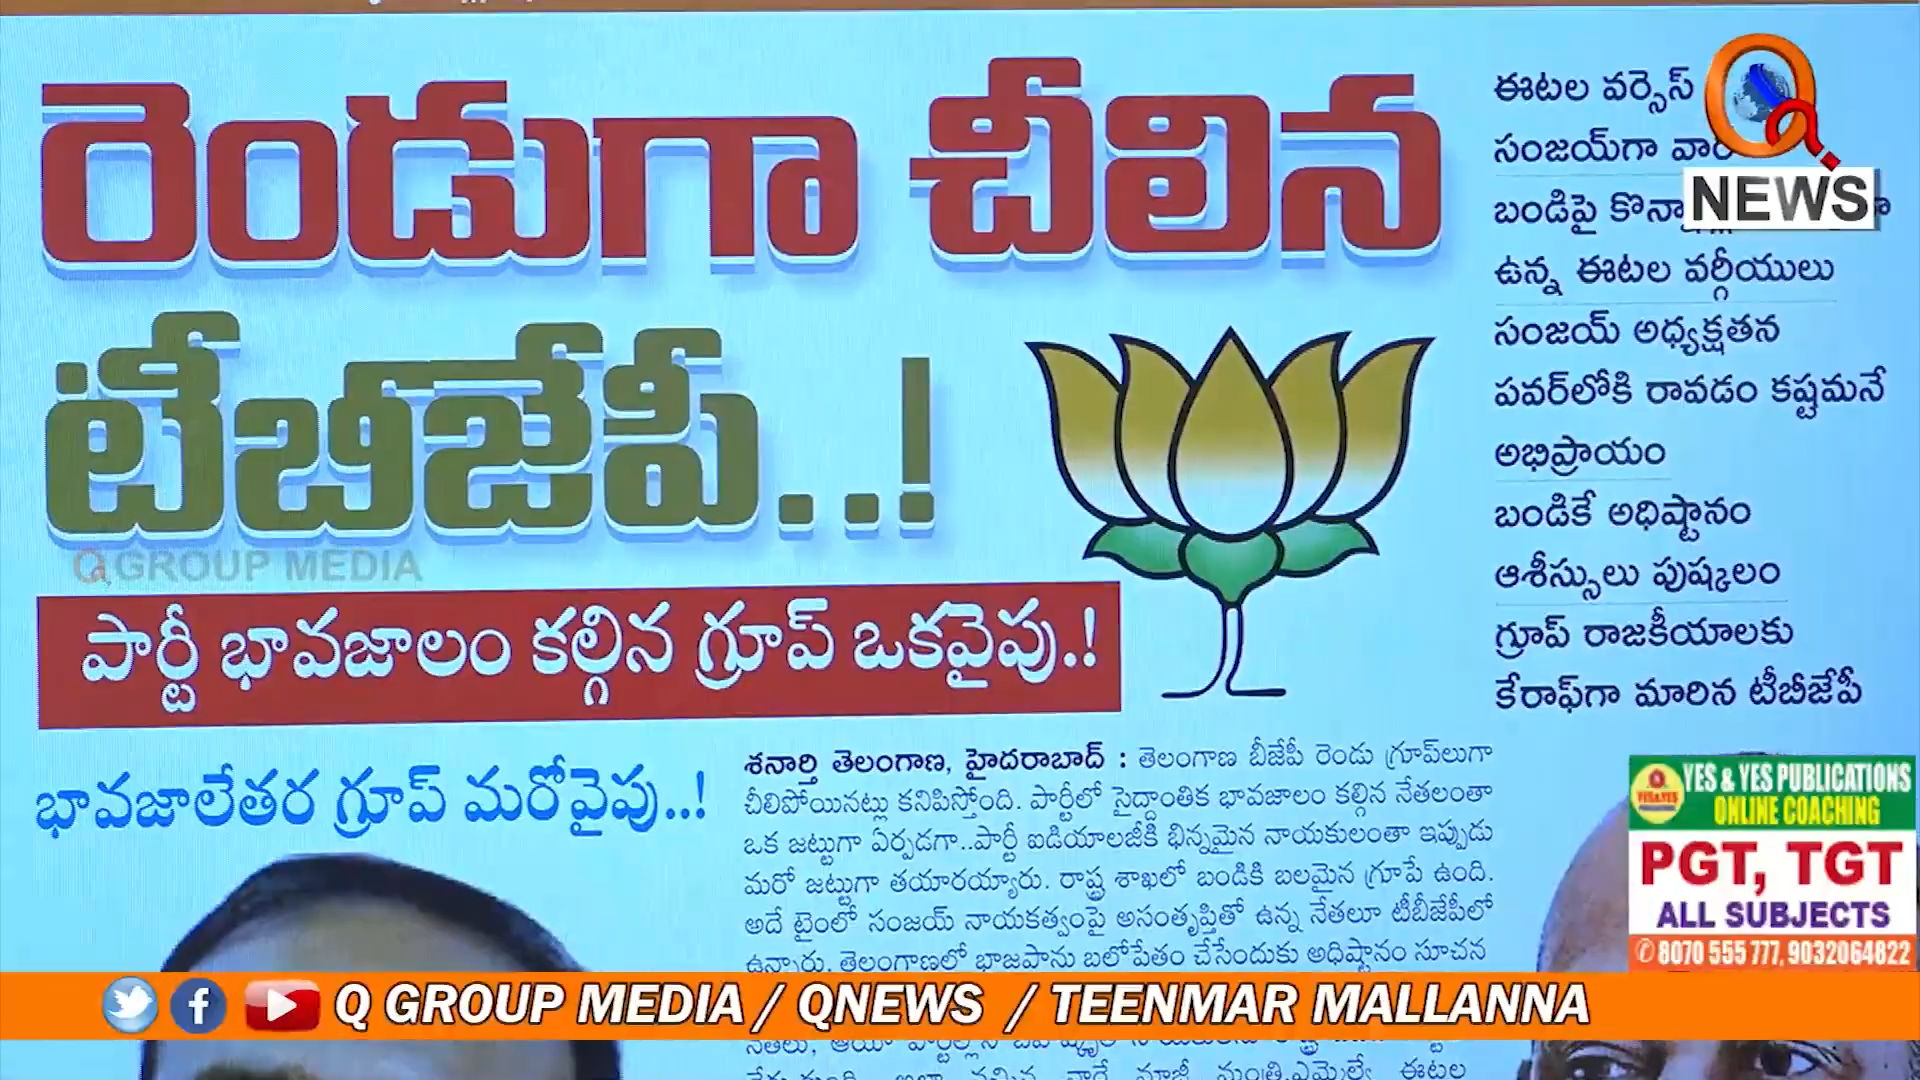 రెండుగా చీలిన
టీబీజేపీ..!
Q GROUP MEDIA
పార్టీ భావజాలం కల్గిన గ్రూప్ ఒకవైపు.!
భావజాలేతర గ్రూప్ మరోవైపు..!
ఈటల వర్సెస్
సంజయ్‌గా
బండిపై
ఉన్న ఈటల వర్గీయులు
సంజయ్ అధ్యక్షతన
పవర్‌లోకి రావడం కష్టమనే
అభిప్రాయం
బండికే అధిష్టానం
ఆశీస్సులు పుష్కలం
గ్రూప్ రాజకీయాలకు
కేరాఫ్‌గా మారిన టీబీజేపీ
శనార్తి తెలంగాణ, హైదరాబాద్ : తెలంగాణ బీజేపీ రెండు గ్రూప్‌లుగా
చీలిపోయినట్లు కనిపిస్తోంది. పార్టీలో సైద్ధాంతిక భావజాలం కల్గిన నేతలంతా
ఒక జట్టుగా ఏర్పడగా..పార్టీ ఐడియాలజీకి భిన్నమైన నాయకులంతా ఇప్పుడు
మరో జట్టుగా తయారయ్యారు. రాష్ట్ర శాఖలో బండికి బలమైన గ్రూపే ఉంది.
అదే టైంలో సంజయ్ నాయకత్వంపై అసంతృప్తితో ఉన్న నేతలూ టీబీజేపీలో
ఉన్నారు. తెలంగాణలో భాజపాను బలోపేతం చేసేందుకు అధిష్టానం సూచన
Q NEWS
YES & YES PUBLICATIONS
ONLINE COACHING
PGT, TGT
ALL SUBJECTS
8070 555 777, 9032064822
Q GROUP MEDIA / QNEWS / TEENMAR MALLANNA